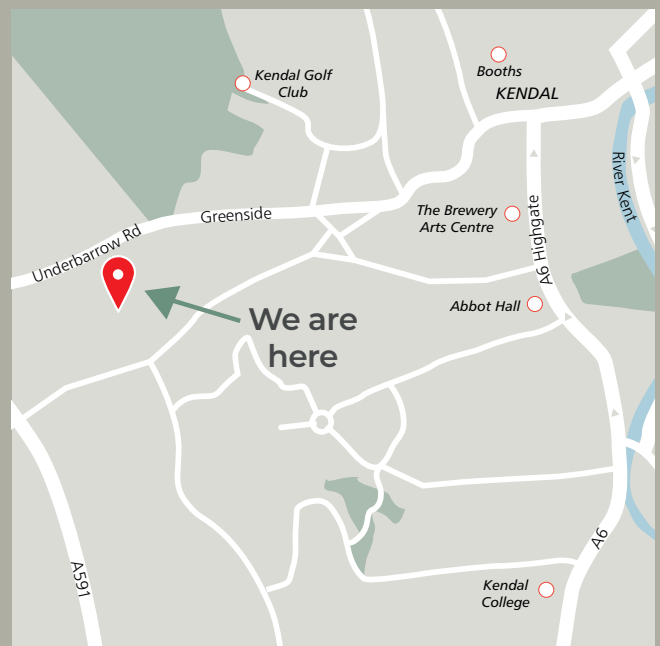 Kendal Golf
Club
Booths
KENDAL
River Kent
The Brewery
Arts Centre
A6 Highgate
Greenside
Underbarrow Rd
Abbot Hall
We are
here
A6
A591
Kendal
College